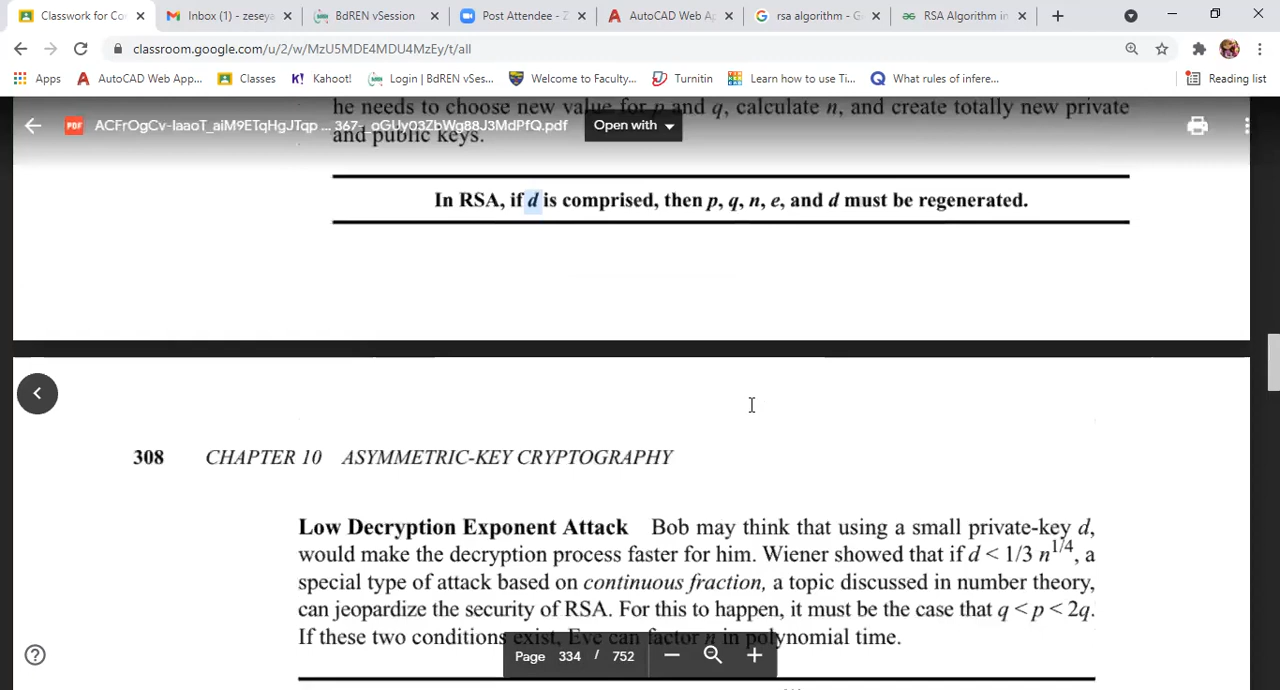 Classwork for Co
Inbox (1) - zeseya
BdREN vSession
Post Attendee - Z
AutoCAD Web Ap
rsa algorithm - G
RSA Algorithm in
classroom.google.com/u/2/w/MzU5MDE4MDU4MzEy/t/all
Apps
AutoCAD Web App...
Classes
K! Kahoot!
Login | BdREN vSes...
Welcome to Faculty...
Turnitin
Learn how to use Ti...
What rules of infere...
Reading list
he needs to choose new value for p and q, calculate n, and create totally new private
PDF ACFrOgCv-IaaoT_aiM9ETqHgJTqp ... 367-_oGUy03ZbWg88J3MdPfQ.pdf
Open with
and public keys.
In RSA, if d is comprised, then p, q, n, e, and d must be regenerated.
308 CHAPTER 10 ASYMMETRIC-KEY CRYPTOGRAPHY
Low Decryption Exponent Attack Bob may think that using a small private-key d,
would make the decryption process faster for him. Wiener showed that if d < 1/3 n^1/4, a
special type of attack based on continuous fraction, a topic discussed in number theory,
can jeopardize the security of RSA. For this to happen, it must be the case that q < p < 2q.
If these two conditions exist, Eve can factor n in polynomial time.
Page 334 / 752